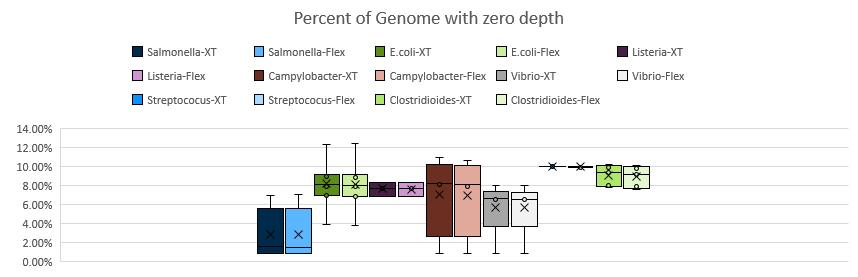 Percent of Genome with zero depth
Salmonella-XT Salmonella-Flex E.coli-XT E.coli-Flex Listeria-XT
Listeria-Flex Campylobacter-XT Campylobacter-Flex Vibrio-XT Vibrio-Flex
Streptococus-XT Streptococus-Flex Clostridioides-XT Clostridioides-Flex
14.00%
12.00%
10.00%
8.00%
6.00%
4.00%
2.00%
0.00%